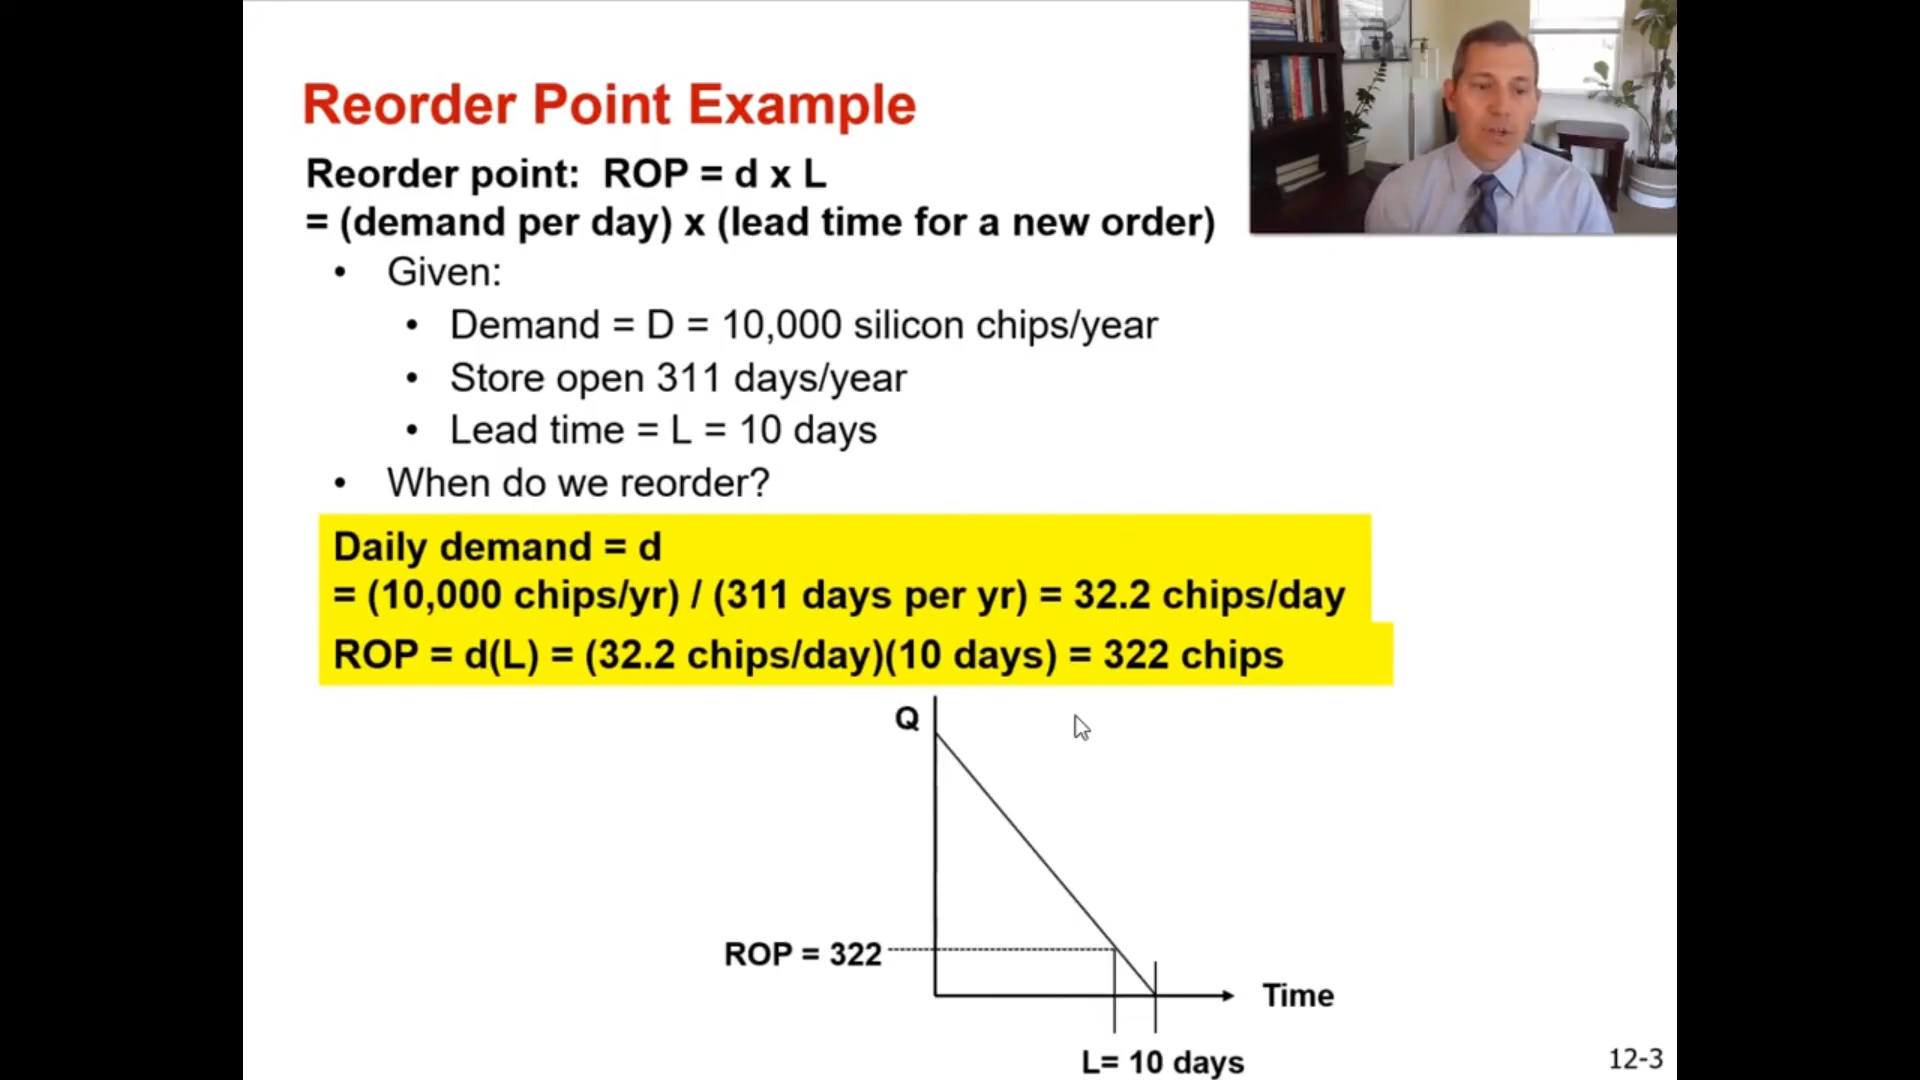 Reorder Point Example
Reorder point: ROP = d x L
= (demand per day) x (lead time for a new order)
• Given:
• Demand = D = 10,000 silicon chips/year
• Store open 311 days/year
• Lead time = L = 10 days
• When do we reorder?
Daily demand = d
= (10,000 chips/yr) / (311 days per yr) = 32.2 chips/day
ROP = d(L) = (32.2 chips/day)(10 days) = 322 chips
Q
ROP = 322
Time
L= 10 days
12-3